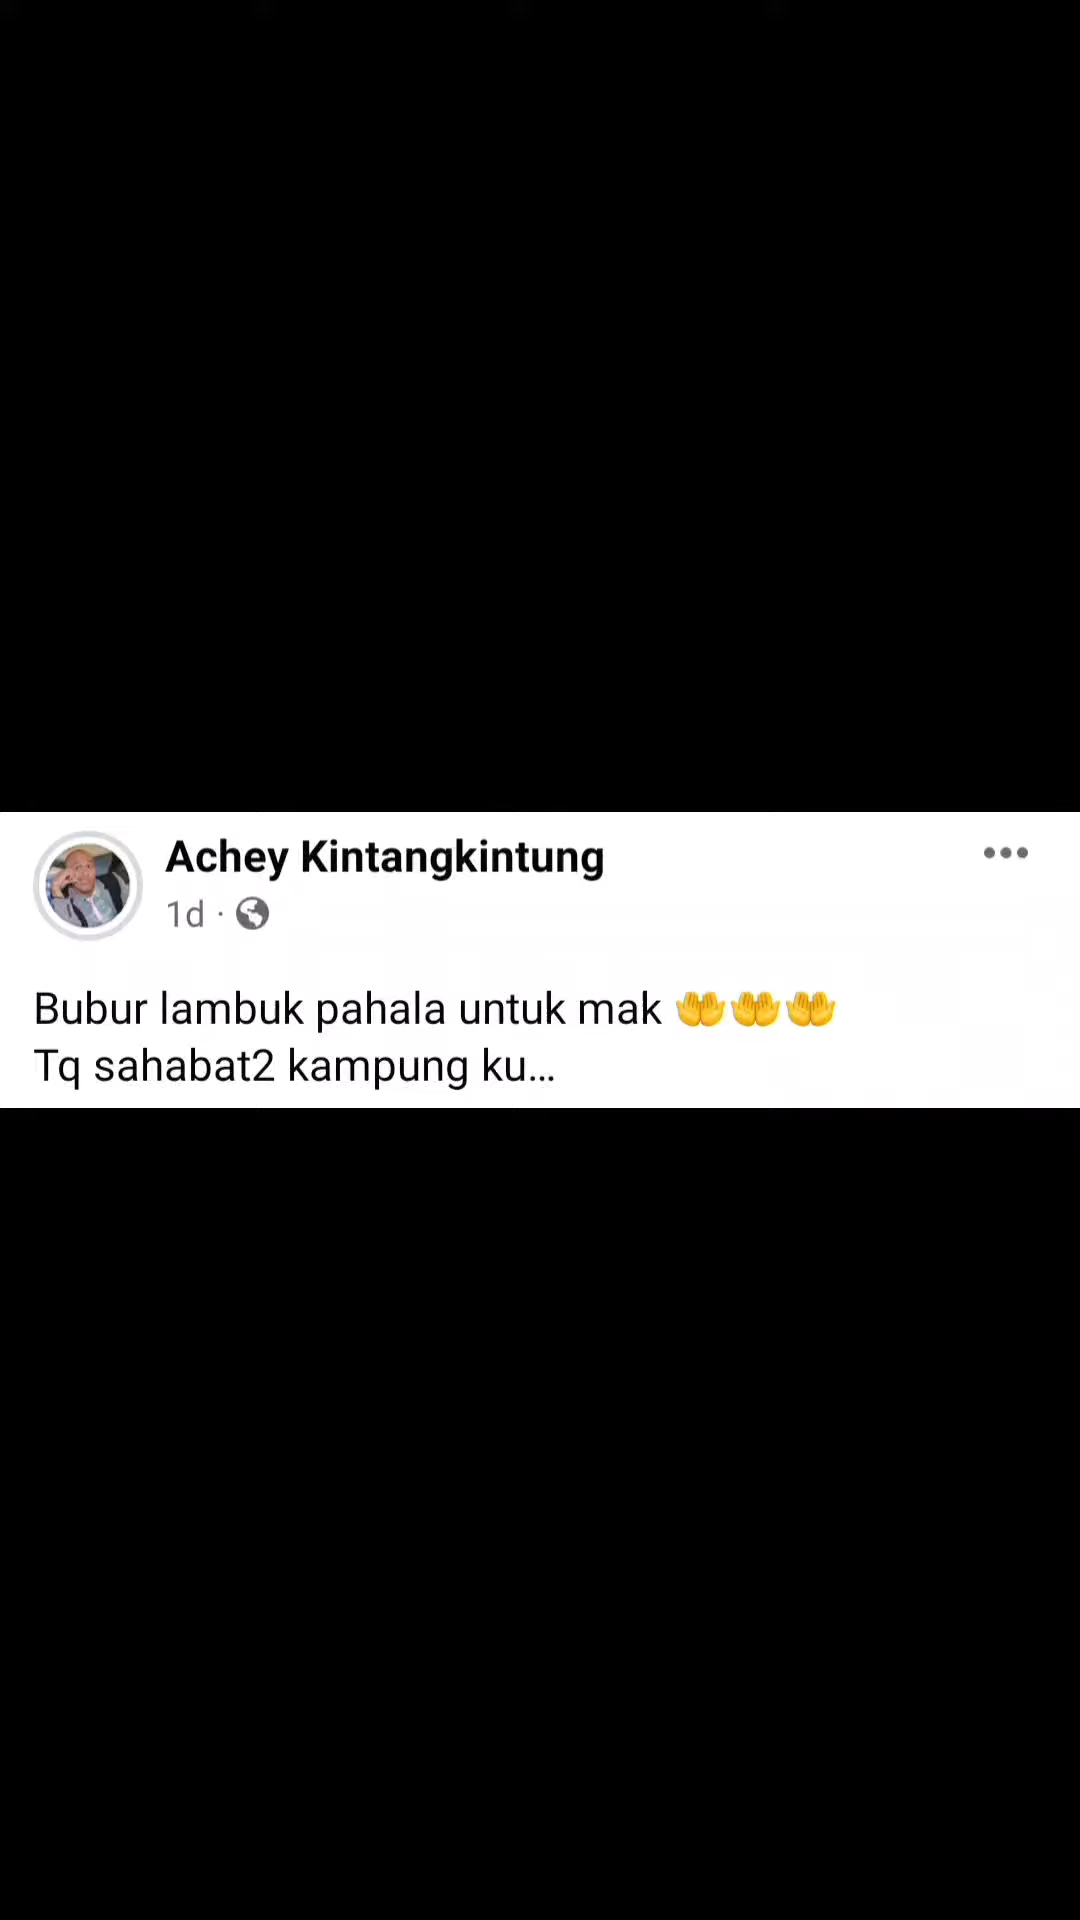 Achey Kintangkintung
1d ·
Bubur lambuk pahala untuk mak 🤲🤲🤲
Tq sahabat2 kampung ku...